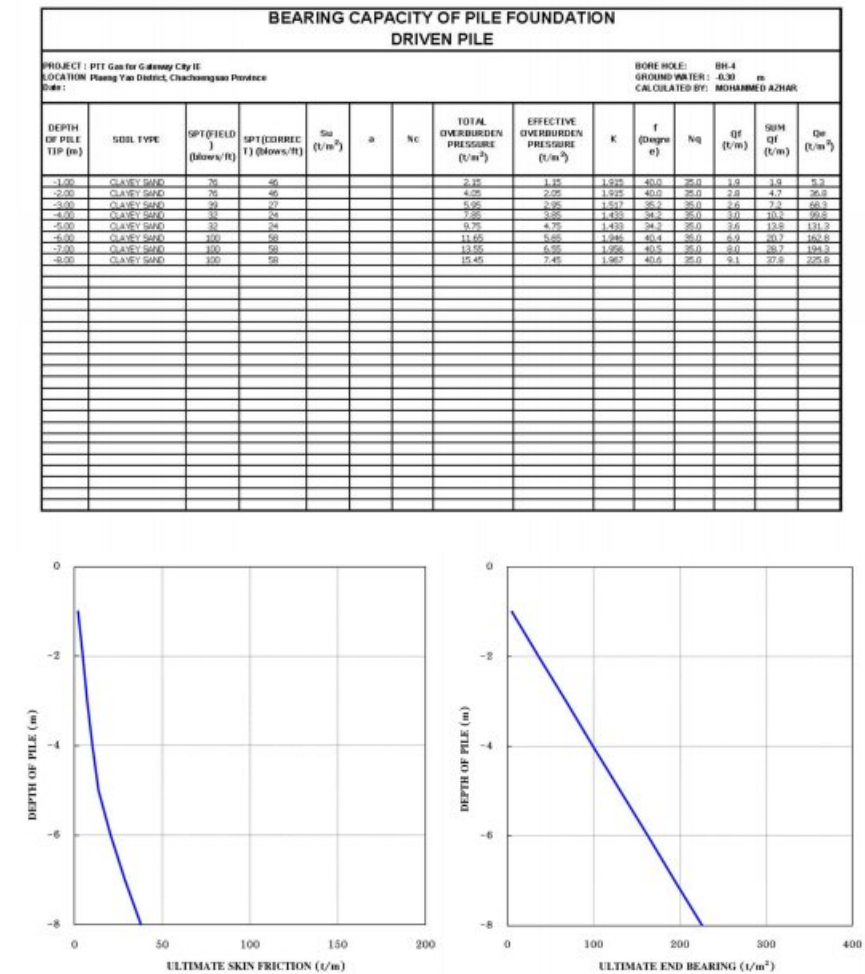 BEARING CAPACITY OF PILE FOUNDATION
DRIVEN PILE
PROJECT : PTT Gas for Gateway City IE
LOCATION Plaeng Yao District, Chachoengsao Province
Date :
BORE HOLE: BH-4
GROUND WATER : -0.30 m
CALCULATED BY: MOHAMMED AZHAR
DEPTH OF PILE TIP (m) SOIL TYPE SPT(FIELD) (blows/ft) SPT(CORRECT) (blows/ft) Su (t/m²) a Nc TOTAL OVERBURDEN PRESSURE (t/m²) EFFECTIVE OVERBURDEN PRESSURE (t/m²) K f (Degree) Nq Qf (t/m) SUM Qf (t/m) Qe (t/m²)
-1.00 CLAYEY SAND 76 46 2.15 1.15 1.915 40.0 35.0 1.9 1.9 5.3
-2.00 CLAYEY SAND 76 46 4.05 2.05 1.915 40.0 35.0 2.8 4.7 36.8
-3.00 CLAYEY SAND 39 27 5.95 2.95 1.517 35.2 35.0 2.6 7.2 68.3
-4.00 CLAYEY SAND 32 24 7.85 3.85 1.433 34.2 35.0 3.0 10.2 99.8
-5.00 CLAYEY SAND 32 24 9.75 4.75 1.433 34.2 35.0 3.6 13.8 131.3
-6.00 CLAYEY SAND 100 58 11.65 5.65 1.946 40.4 35.0 6.9 20.7 162.8
-7.00 CLAYEY SAND 100 58 13.55 6.55 1.956 40.5 35.0 8.0 28.7 194.3
-8.00 CLAYEY SAND 100 58 15.45 7.45 1.967 40.6 35.0 9.1 37.8 225.8
0
-2
-4
-6
-8
DEPTH OF PILE (m)
0 50 100 150 200
ULTIMATE SKIN FRICTION (t/m)
0
-2
-4
-6
-8
DEPTH OF PILE (m)
0 100 200 300 400
ULTIMATE END BEARING (t/m²)